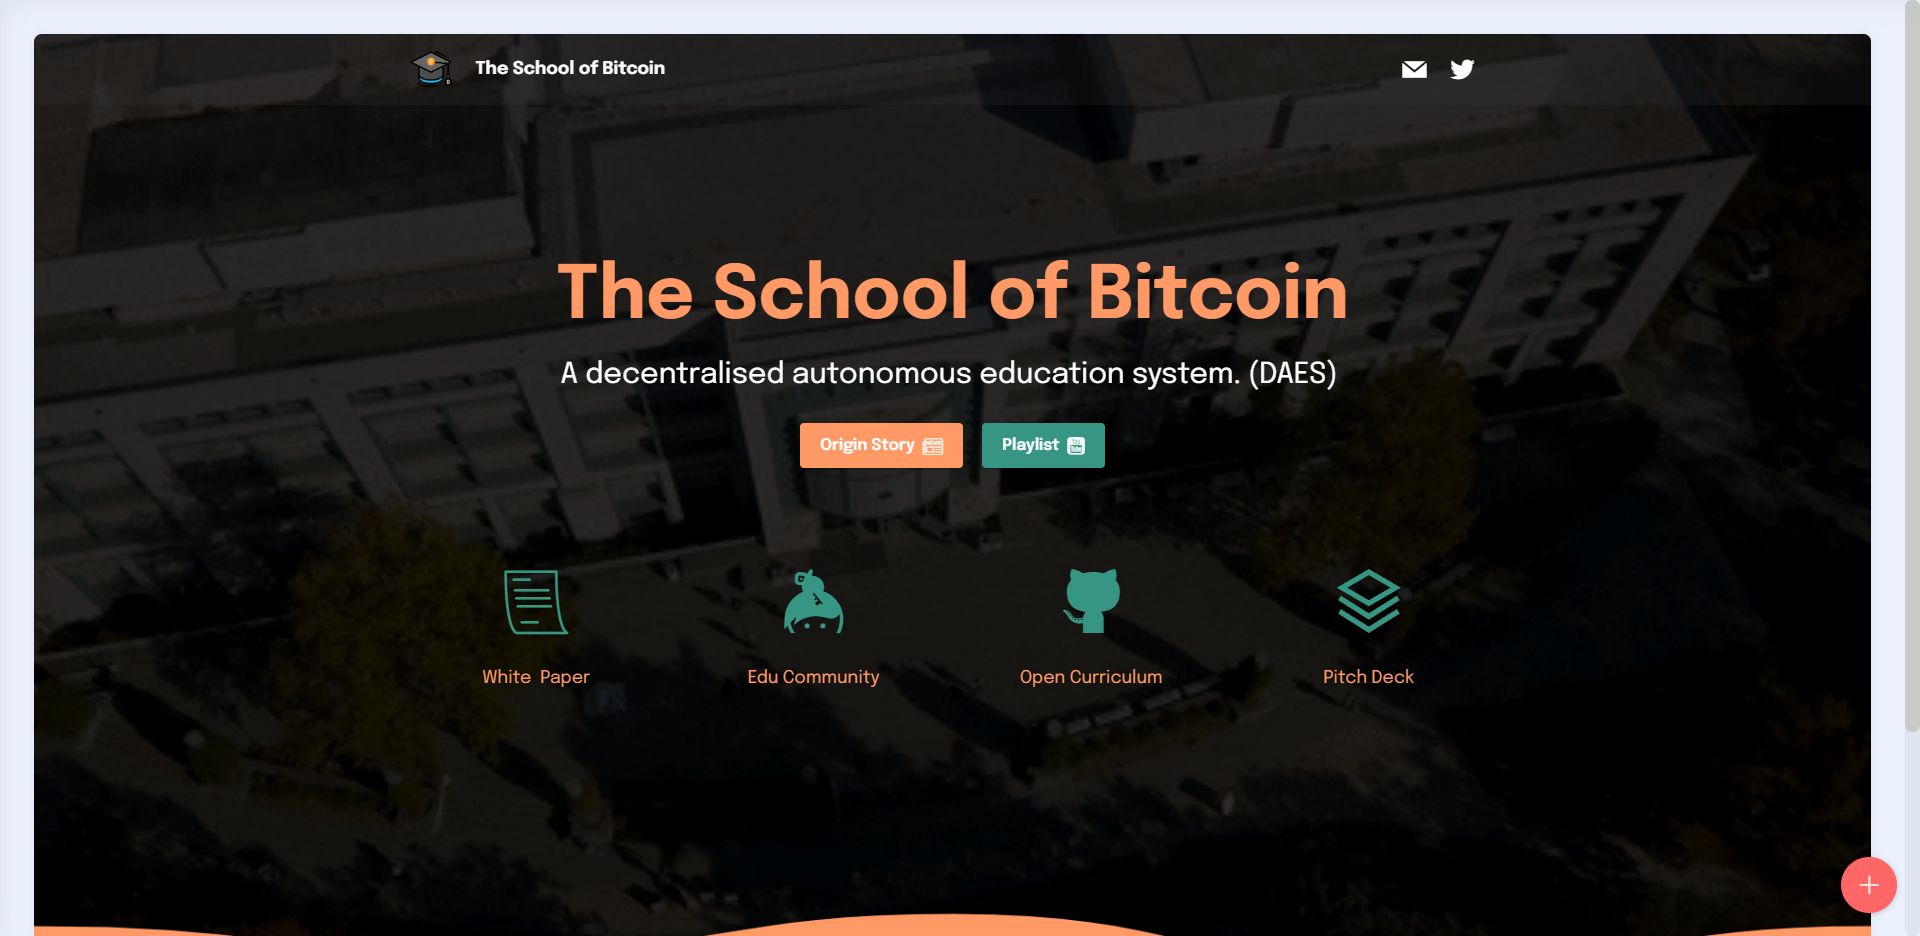 The School of Bitcoin
The School of Bitcoin
A decentralised autonomous education system. (DAES)
Origin Story
Playlist
White Paper
Edu Community
Open Curriculum
Pitch Deck